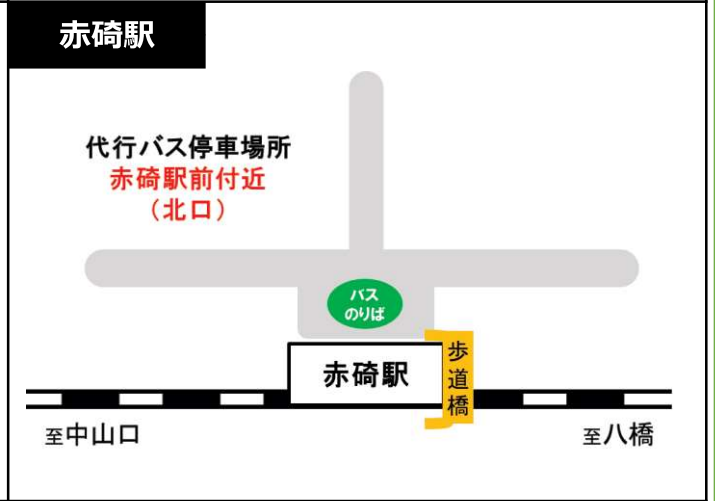 赤碕駅
代行バス停車場所
赤碕駅前付近
（北口）
バス
のりば
赤碕駅
歩道橋
至中山口
至八橋